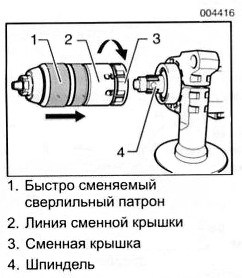 004416
1
2
3
4
1. Быстро сменяемый
сверлильный патрон
2. Линия сменной крышки
3. Сменная крышка
4. Шпиндель